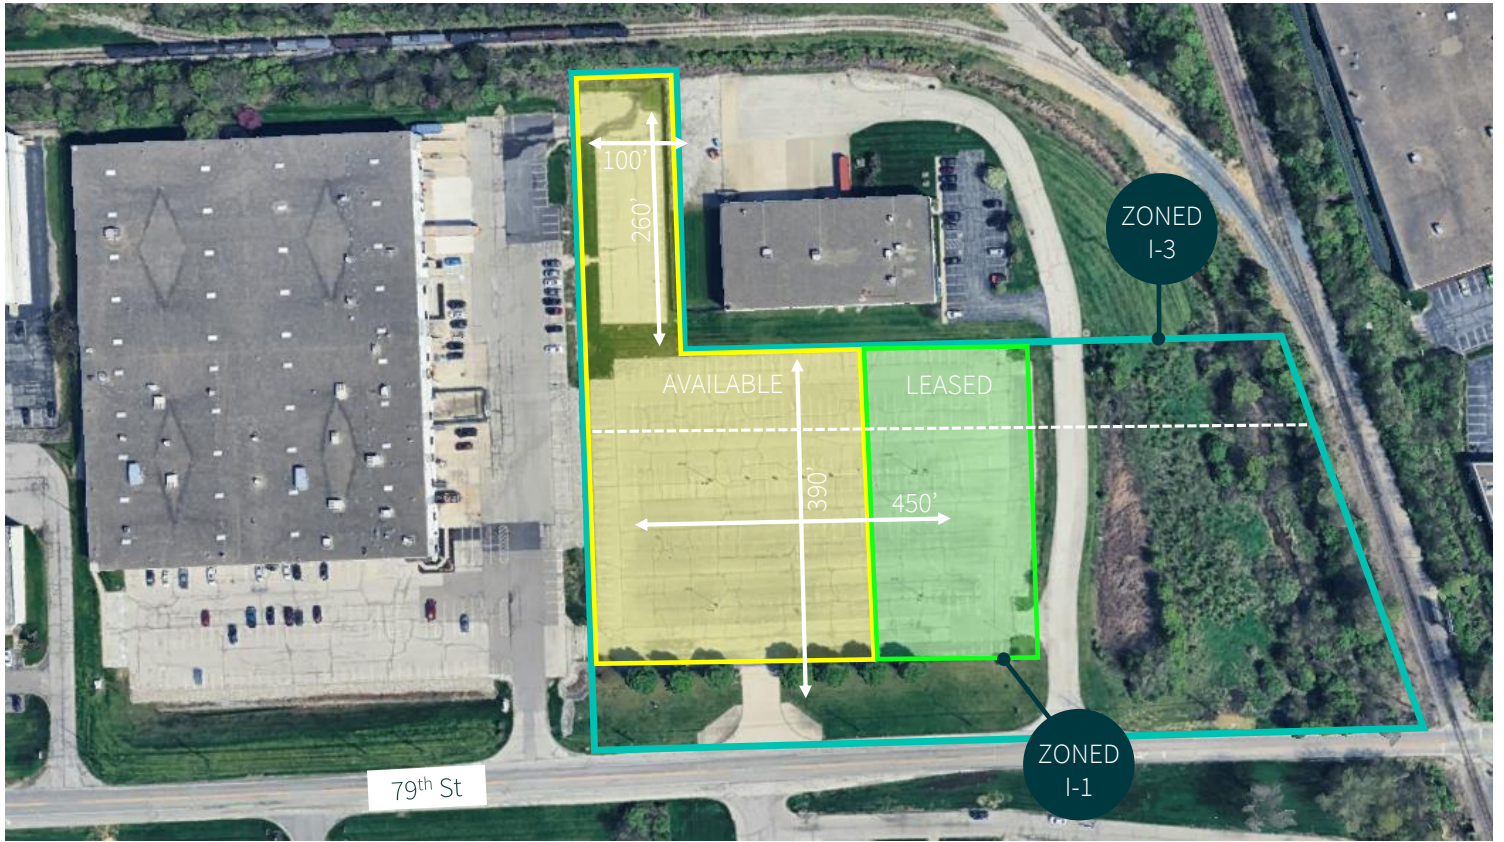 100’
260’
ZONED
I-3
AVAILABLE
LEASED
390’
450’
79th St
ZONED
I-1